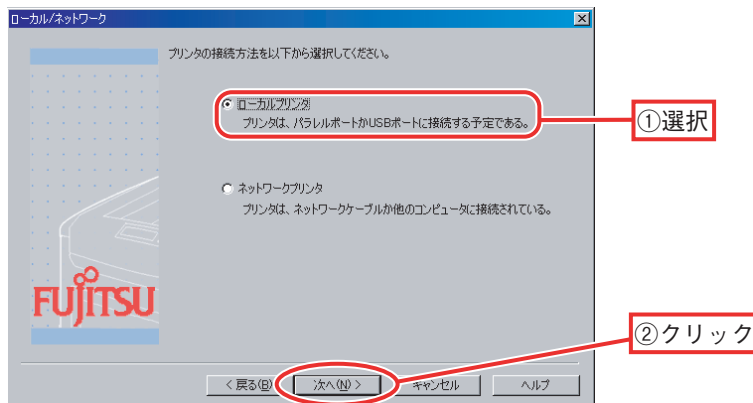 ローカル/ネットワーク
プリンタの接続方法を以下から選択してください。
ローカルプリンタ
プリンタは、パラレルポートかUSBポートに接続する予定である。
①選択
ネットワークプリンタ
プリンタは、ネットワークケーブルか他のコンピュータに接続されている。
FUJITSU
②クリック
< 戻る(B)
次へ(N) >
キャンセル
ヘルプ